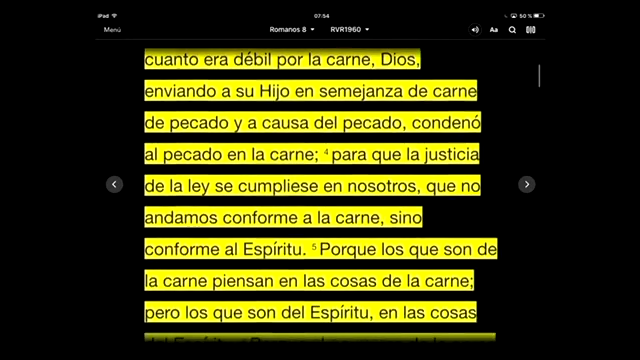 iPad 07:54 50 %
Menú Romanos 8 RVR1960 Aa
cuanto era débil por la carne, Dios,
enviando a su Hijo en semejanza de carne
de pecado y a causa del pecado, condenó
al pecado en la carne; 4 para que la justicia
de la ley se cumpliese en nosotros, que no
andamos conforme a la carne, sino
conforme al Espíritu. 5 Porque los que son de
la carne piensan en las cosas de la carne;
pero los que son del Espíritu, en las cosas